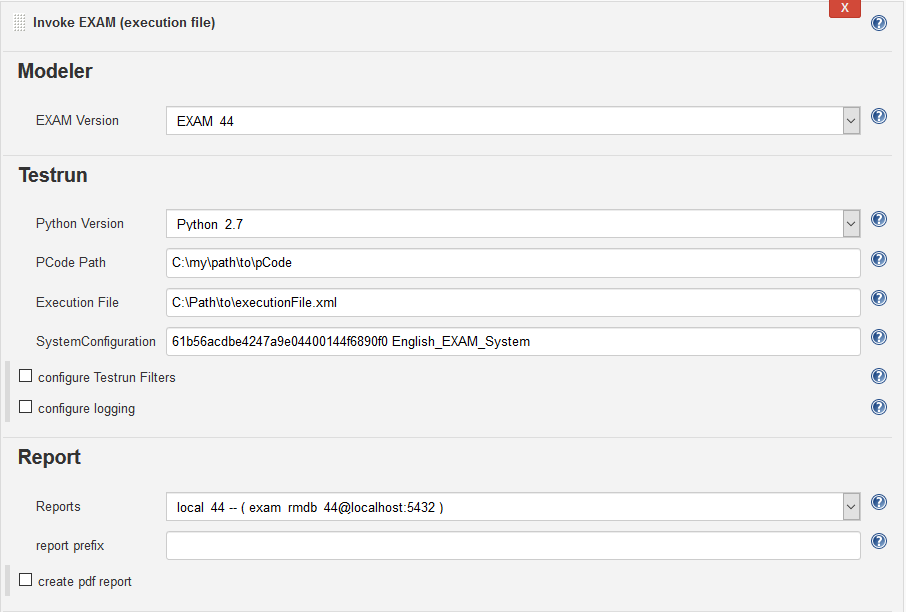 Invoke EXAM (execution file)
X
?
Modeler
EXAM Version
EXAM 44
?
Testrun
Python Version
Python 2.7
?
PCode Path
C:\my\path\to\pCode
?
Execution File
C:\Path\to\executionFile.xml
?
SystemConfiguration
61b56acdbe4247a9e04400144f6890f0 English_EXAM_System
?
configure Testrun Filters
?
configure logging
?
Report
Reports
local 44 -- ( exam rmdb 44@localhost:5432 )
?
report prefix
?
create pdf report